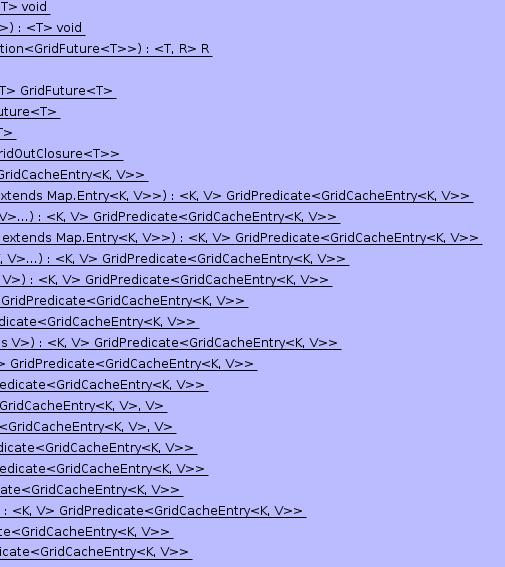 T> void
>) : <T> void
tion<GridFuture<T>>) : <T, R> R
T> GridFuture<T>
uture<T>
T>
ridOutClosure<T>>
GridCacheEntry<K, V>>
xtends Map.Entry<K, V>>) : <K, V> GridPredicate<GridCacheEntry<K, V>>
V>...) : <K, V> GridPredicate<GridCacheEntry<K, V>>
extends Map.Entry<K, V>>) : <K, V> GridPredicate<GridCacheEntry<K, V>>
, V>...) : <K, V> GridPredicate<GridCacheEntry<K, V>>
V>) : <K, V> GridPredicate<GridCacheEntry<K, V>>
GridPredicate<GridCacheEntry<K, V>>
dicate<GridCacheEntry<K, V>>
s V>) : <K, V> GridPredicate<GridCacheEntry<K, V>>
> GridPredicate<GridCacheEntry<K, V>>
edicate<GridCacheEntry<K, V>>
GridCacheEntry<K, V>, V>
<GridCacheEntry<K, V>, V>
dicate<GridCacheEntry<K, V>>
edicate<GridCacheEntry<K, V>>
ate<GridCacheEntry<K, V>>
: <K, V> GridPredicate<GridCacheEntry<K, V>>
te<GridCacheEntry<K, V>>
icate<GridCacheEntry<K, V>>